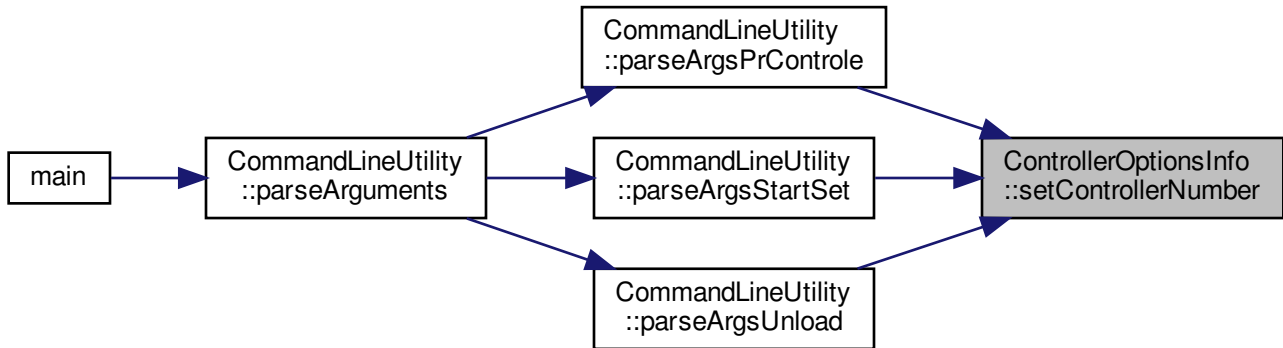 main
CommandLineUtility
::parseArguments
CommandLineUtility
::parseArgsPrControle
CommandLineUtility
::parseArgsStartSet
CommandLineUtility
::parseArgsUnload
ControllerOptionsInfo
::setControllerNumber